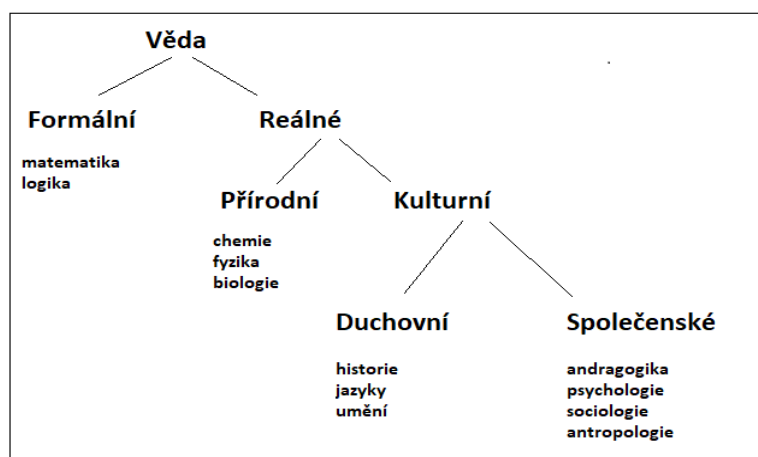 Věda
Formální
Reálné
matematika
logika
Přírodní
Kulturní
chemie
fyzika
biologie
Duchovní
Společenské
historie
jazyky
umění
andragogika
psychologie
sociologie
antropologie